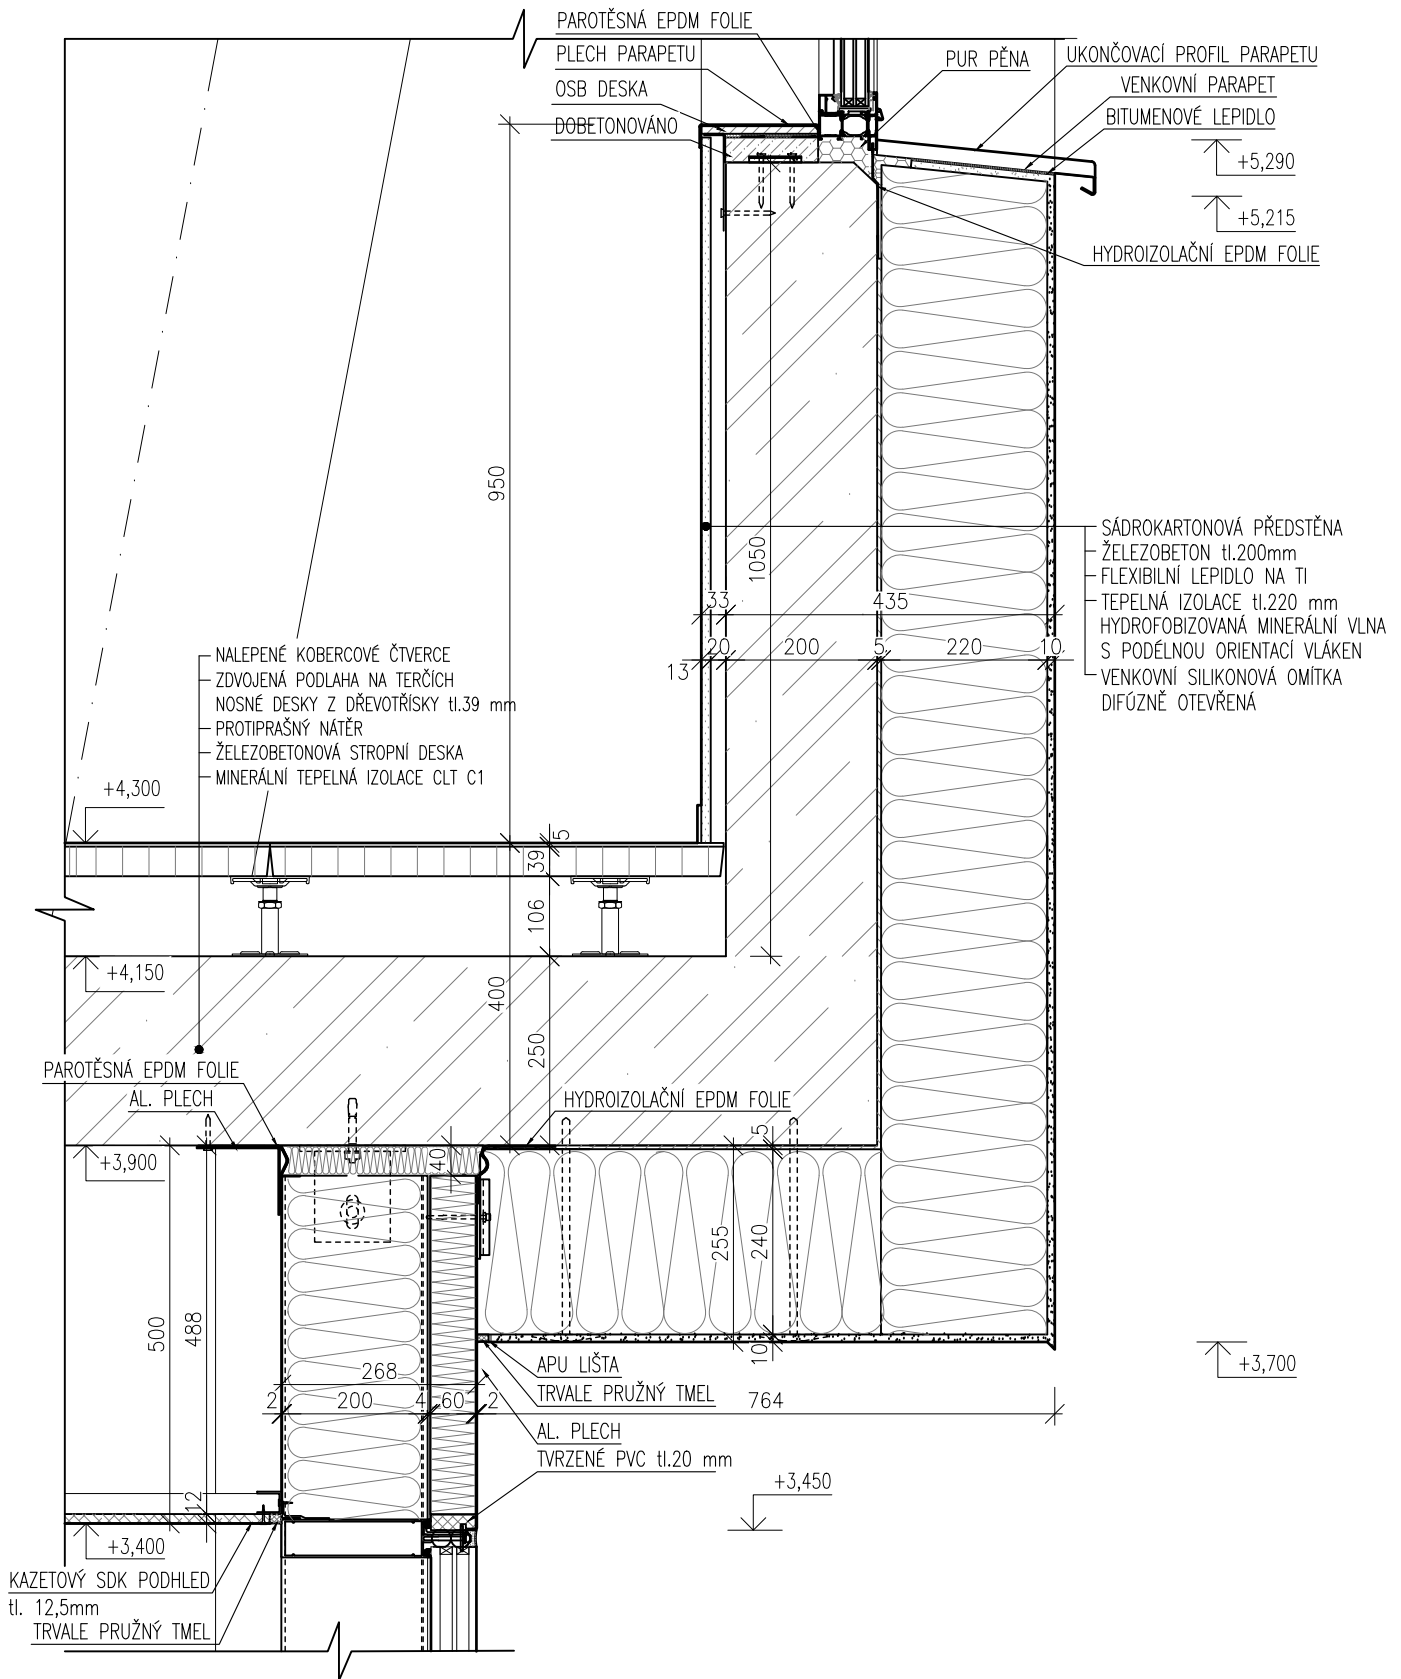 PAROTĚSNÁ EPDM FOLIE
PLECH PARAPETU
OSB DESKA
DOBETONOVÁNO
PUR PĚNA
UKONČOVACÍ PROFIL PARAPETU
VENKOVNÍ PARAPET
BITUMENOVÉ LEPIDLO
+5,290
+5,215
HYDROIZOLAČNÍ EPDM FOLIE
950
1050
SÁDROKARTONOVÁ PŘEDSTĚNA
ŽELEZOBETON tl.200mm
FLEXIBILNÍ LEPIDLO NA TI
TEPELNÁ IZOLACE tl.220 mm
HYDROFOBIZOVANÁ MINERÁLNÍ VLNA
S PODÉLNOU ORIENTACÍ VLÁKEN
VENKOVNÍ SILIKONOVÁ OMÍTKA
DIFÚZNĚ OTEVŘENÁ
33
435
20
200
5
220
10
13
NALEPENÉ KOBERCOVÉ ČTVERCE
ZDVOJENÁ PODLAHA NA TERČÍCH
NOSNÉ DESKY Z DŘEVOTŘÍSKY tl.39 mm
PROTIPRAŠNÝ NÁTĚR
ŽELEZOBETONOVÁ STROPNÍ DESKA
MINERÁLNÍ TEPELNÁ IZOLACE CLT C1
+4,300
5
39
106
+4,150
400
250
PAROTĚSNÁ EPDM FOLIE
AL. PLECH
HYDROIZOLAČNÍ EPDM FOLIE
+3,900
40
5
255
240
10
500
488
12
268
2
200
4
60
2
764
APU LIŠTA
TRVALE PRUŽNÝ TMEL
AL. PLECH
TVRZENÉ PVC tl.20 mm
+3,700
+3,450
+3,400
KAZETOVÝ SDK PODHLED
tl. 12,5mm
TRVALE PRUŽNÝ TMEL